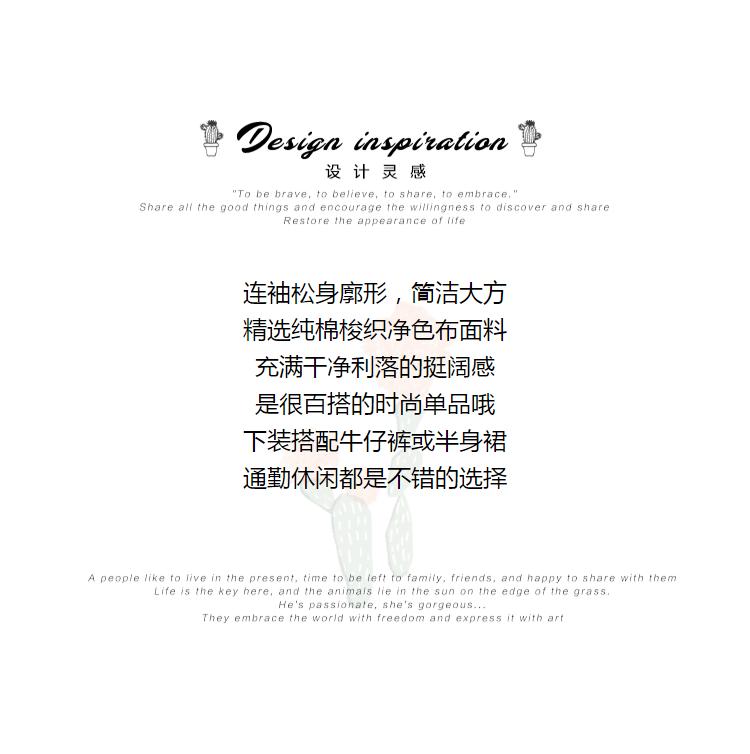 Design inspiration
设计灵感
"To be brave, to believe, to share, to embrace,"
Share all the good things and encourage the willingness to discover and share
Restore the appearance of life
连袖松身廓形，简洁大方
精选纯棉梭织净色布面料
充满干净利落的挺阔感
是很百搭的时尚单品哦
下装搭配牛仔裤或半身裙
通勤休闲都是不错的选择
A people like to live in the present, time to be left to family, friends, and happy to share with them
Life is the key here, and the animals lie in the sun on the edge of the grass.
He's passionate, she's gorgeous...
They embrace the world with freedom and express it with art